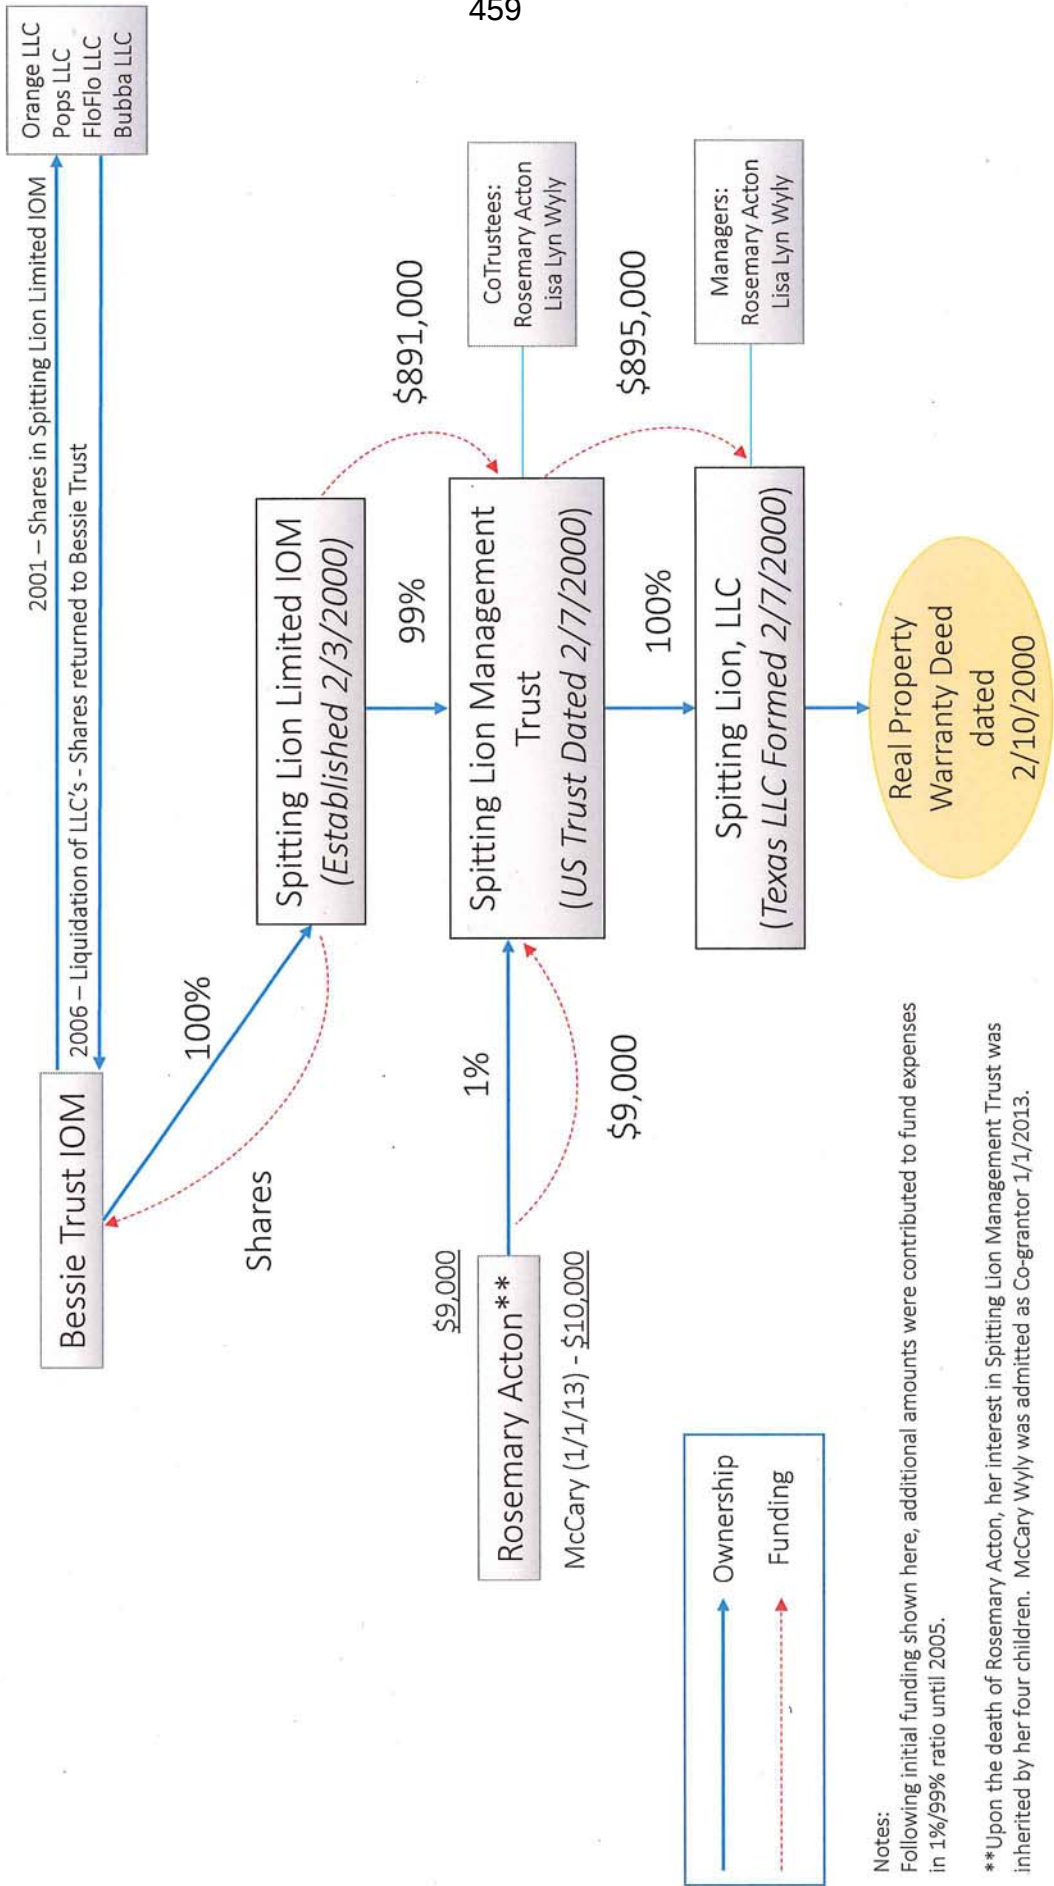 459
Orange LLC
Pops LLC
FloFlo LLC
Bubba LLC
2001 – Shares in Spitting Lion Limited IOM
2006 – Liquidation of LLC's - Shares returned to Bessie Trust
Bessie Trust IOM
100%
Shares
Spitting Lion Limited IOM
(Established 2/3/2000)
$891,000
99%
$9,000
Rosemary Acton**
McCary (1/1/13) - $10,000
1%
$9,000
Spitting Lion Management
Trust
(US Trust Dated 2/7/2000)
CoTrustees:
Rosemary Acton
Lisa Lyn Wyly
$895,000
100%
Spitting Lion, LLC
(Texas LLC Formed 2/7/2000)
Managers:
Rosemary Acton
Lisa Lyn Wyly
Real Property
Warranty Deed
dated
2/10/2000
Ownership
Funding
Notes:
Following initial funding shown here, additional amounts were contributed to fund expenses
in 1%/99% ratio until 2005.
**Upon the death of Rosemary Acton, her interest in Spitting Lion Management Trust was
inherited by her four children. McCary Wyly was admitted as Co-grantor 1/1/2013.